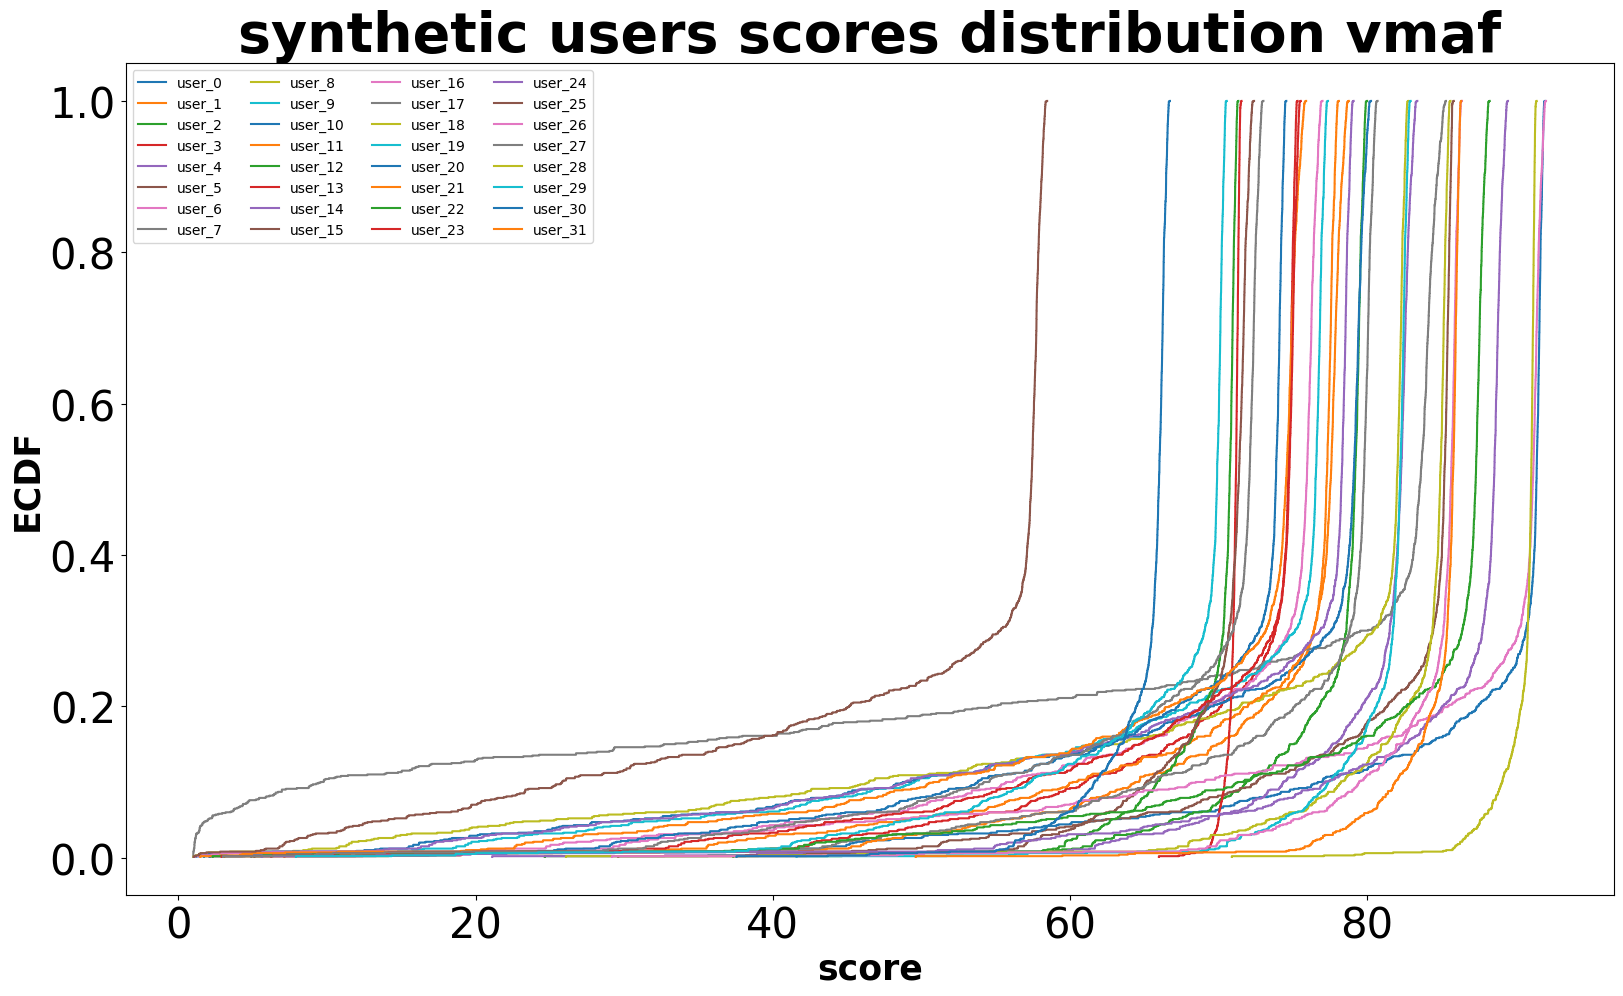 synthetic users scores distribution vmaf
user_0 user_8 user_16 user_24
user_1 user_9 user_17 user_25
user_2 user_10 user_18 user_26
user_3 user_11 user_19 user_27
user_4 user_12 user_20 user_28
user_5 user_13 user_21 user_29
user_6 user_14 user_22 user_30
user_7 user_15 user_23 user_31
ECDF
1.0
0.8
0.6
0.4
0.2
0.0
0 20 40 60 80
score